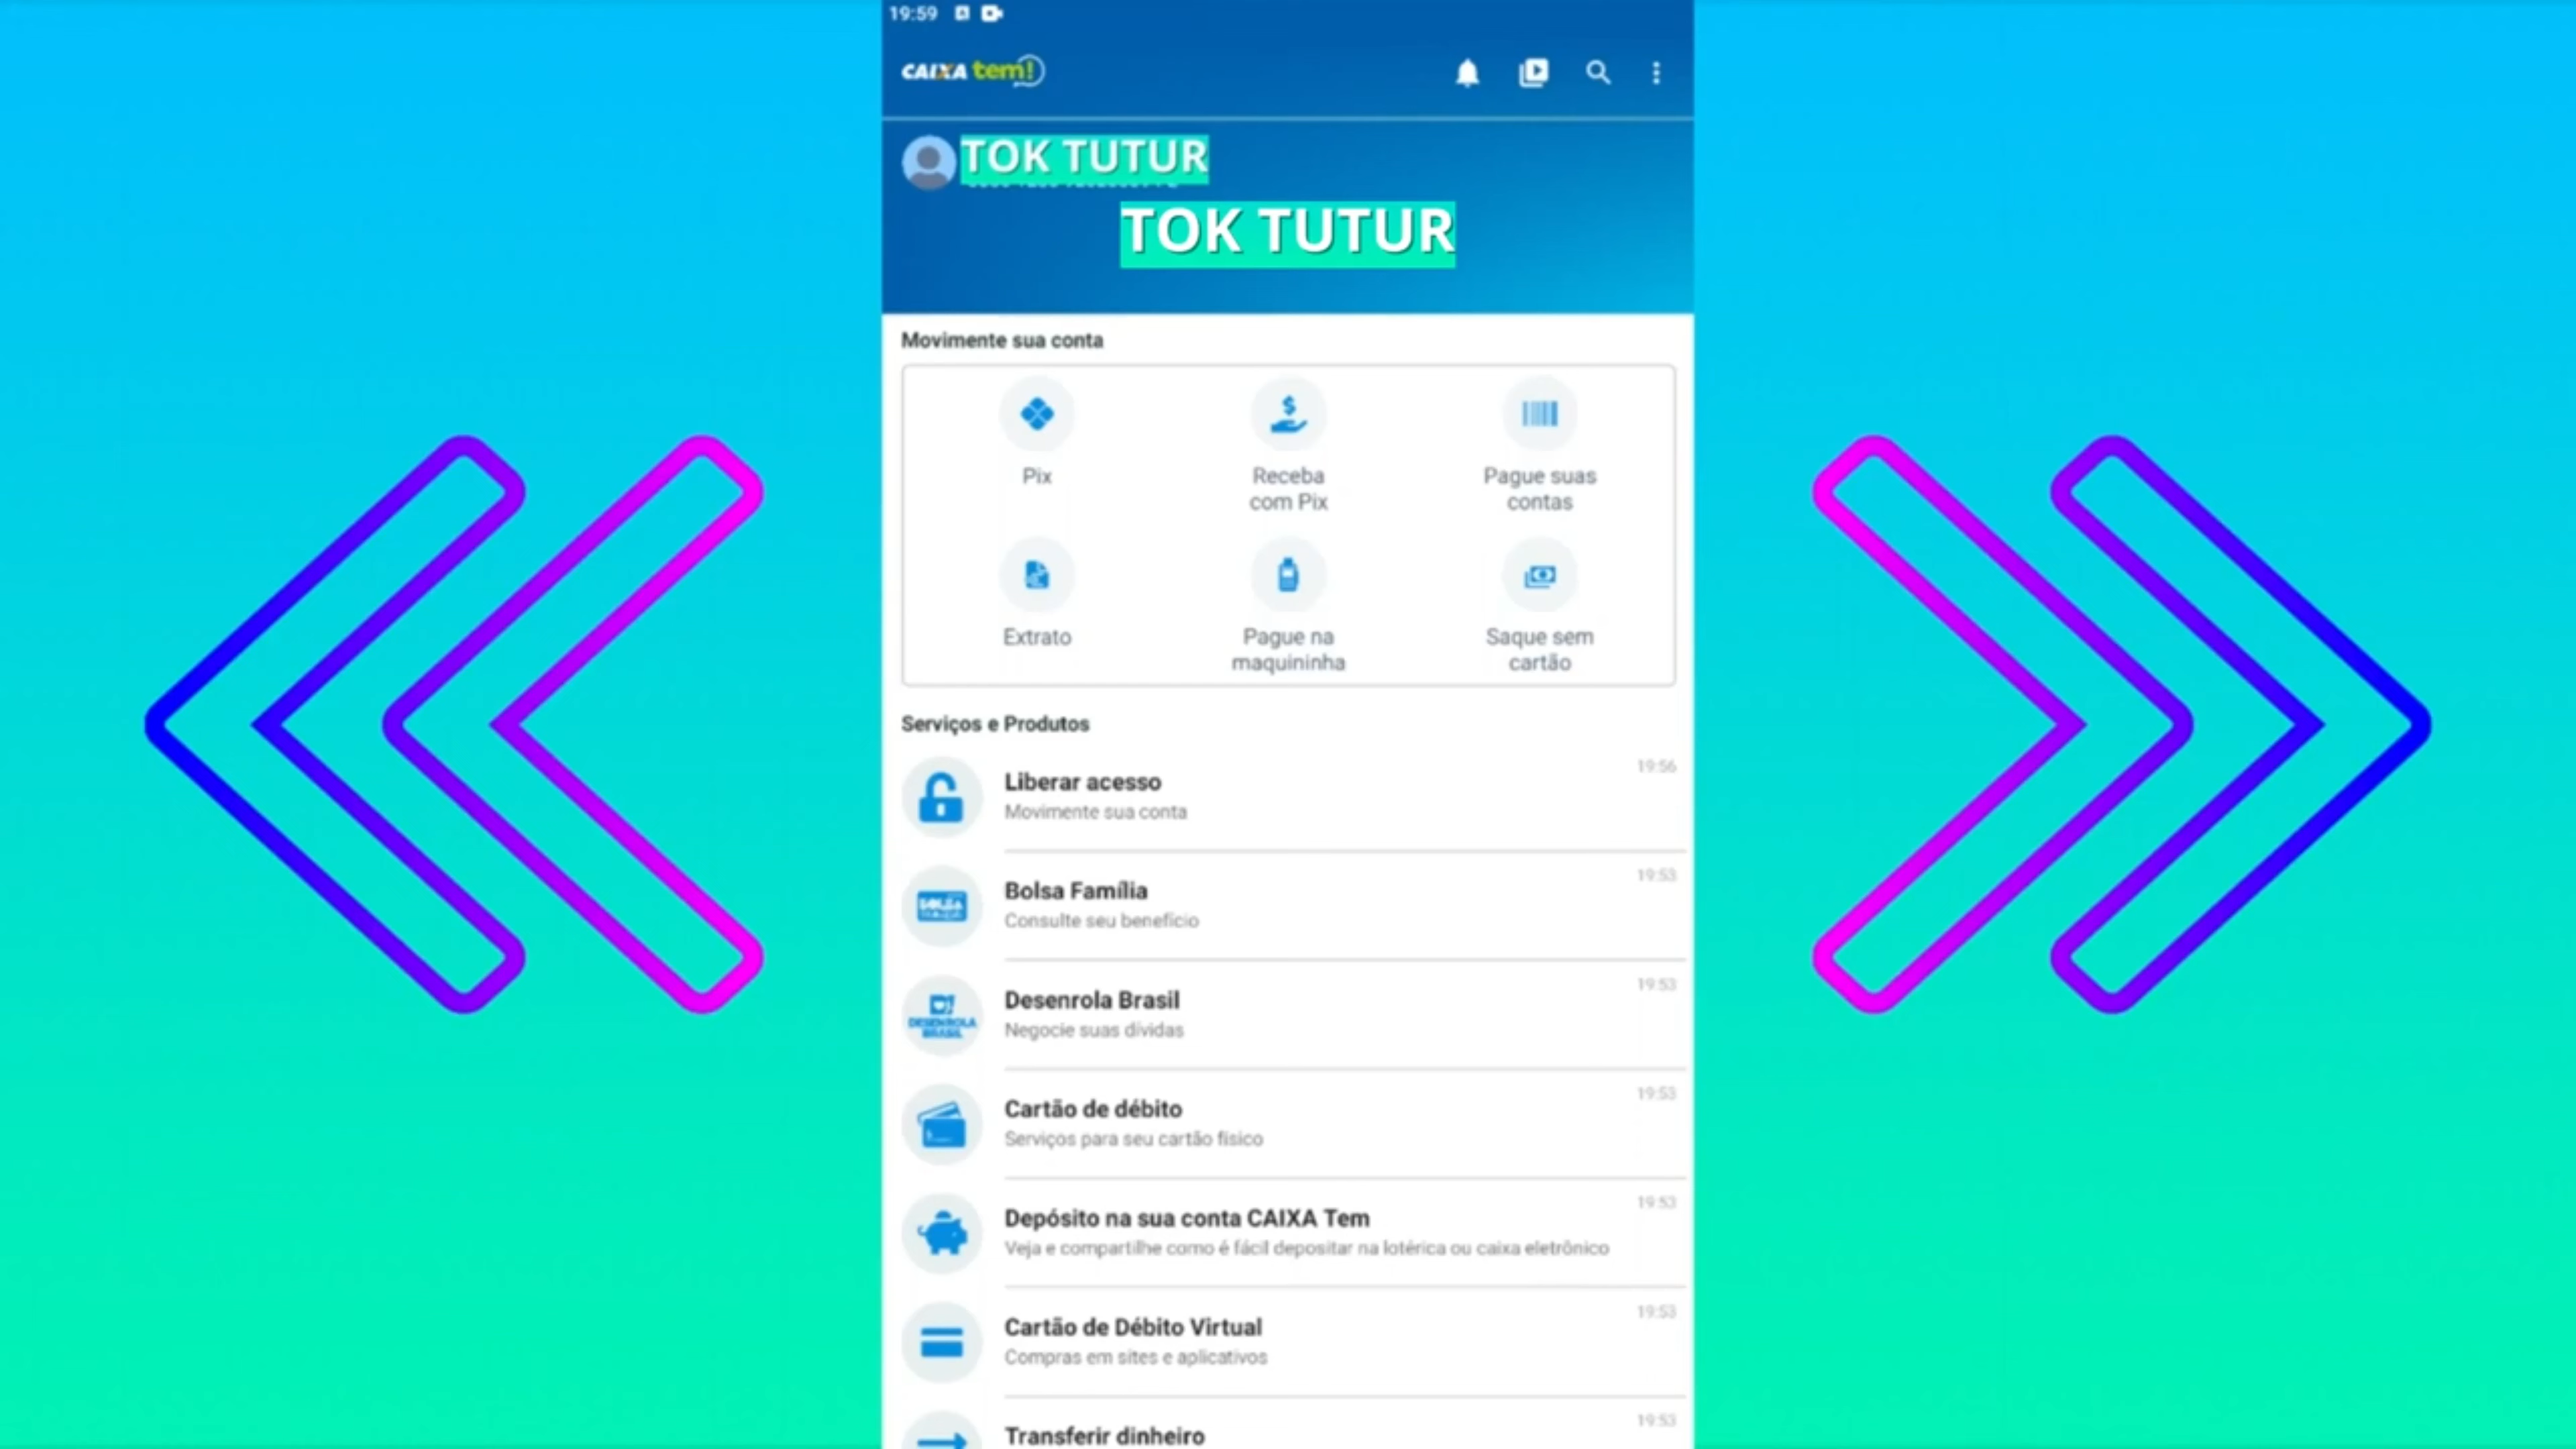 19:59
CAIXA tem!
TOK TUTUR
TOK TUTUR
Movimente sua conta
Pix
Receba com Pix
Pague suas contas
Extrato
Pague na maquininha
Saque sem cartão
Serviços e Produtos
Liberar acesso
19:56
Movimente sua conta
Bolsa Família
19:53
Consulte seu benefício
DESENROLA BRASIL
Desenrola Brasil
19:53
Negocie suas dívidas
Cartão de débito
19:53
Serviços para seu cartão físico
Depósito na sua conta CAIXA Tem
19:53
Veja e compartilhe como é fácil depositar na lotérica ou caixa eletrônico
Cartão de Débito Virtual
19:53
Compras em sites e aplicativos
Transferir dinheiro
19:53